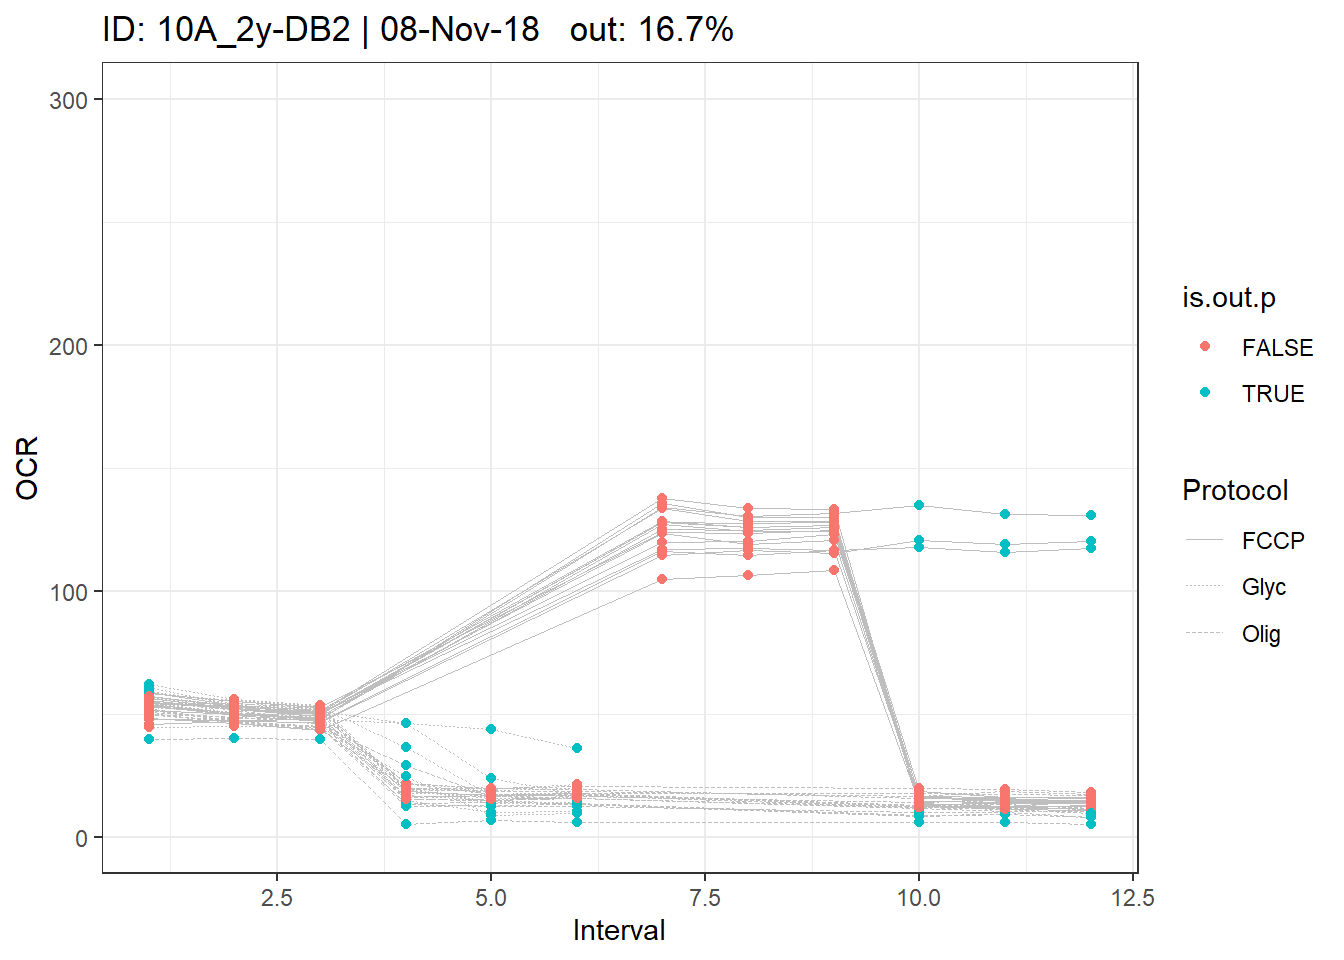 ID: 10A_2y-DB2 | 08-Nov-18   out: 16.7%
300
200
100
0
OCR
2.5
5.0
7.5
10.0
12.5
Interval
is.out.p
FALSE
TRUE
Protocol
FCCP
Glyc
Olig